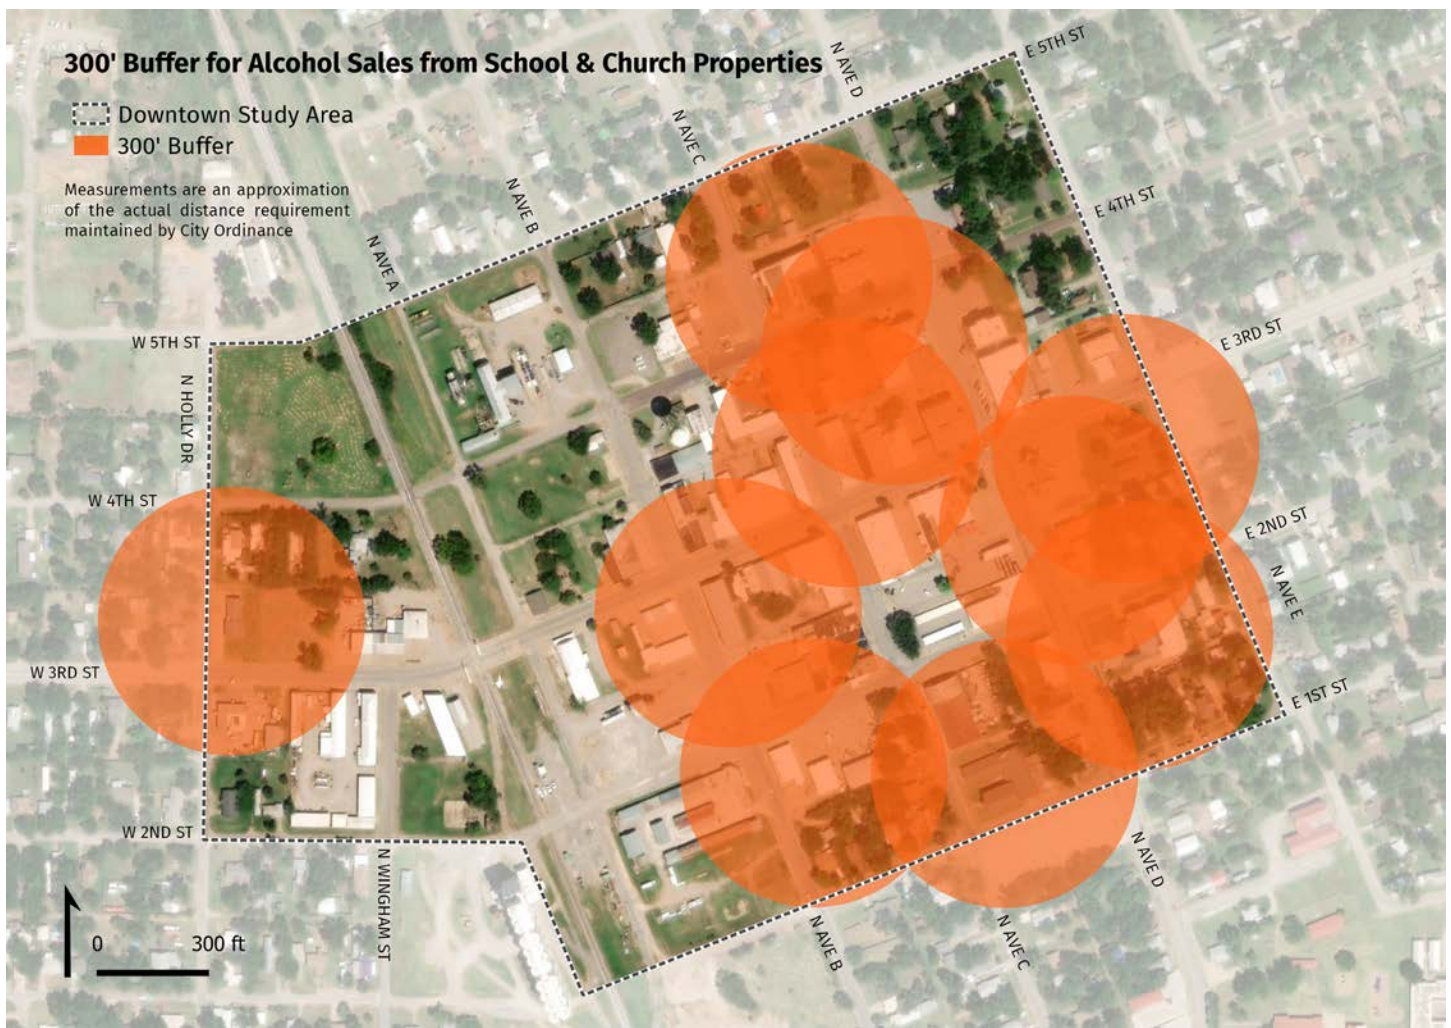 300' Buffer for Alcohol Sales from School & Church Properties
Downtown Study Area
300' Buffer
Measurements are an approximation
of the actual distance requirement
maintained by City Ordinance
E 5TH ST
N AVE D
N AVE C
N AVE B
N AVE A
E 4TH ST
E 3RD ST
W 5TH ST
N HOLLY DR
W 4TH ST
E 2ND ST
N AVE E
W 3RD ST
E 1ST ST
W 2ND ST
N WINGHAM ST
N AVE D
N AVE B
N AVE C
0 300 ft